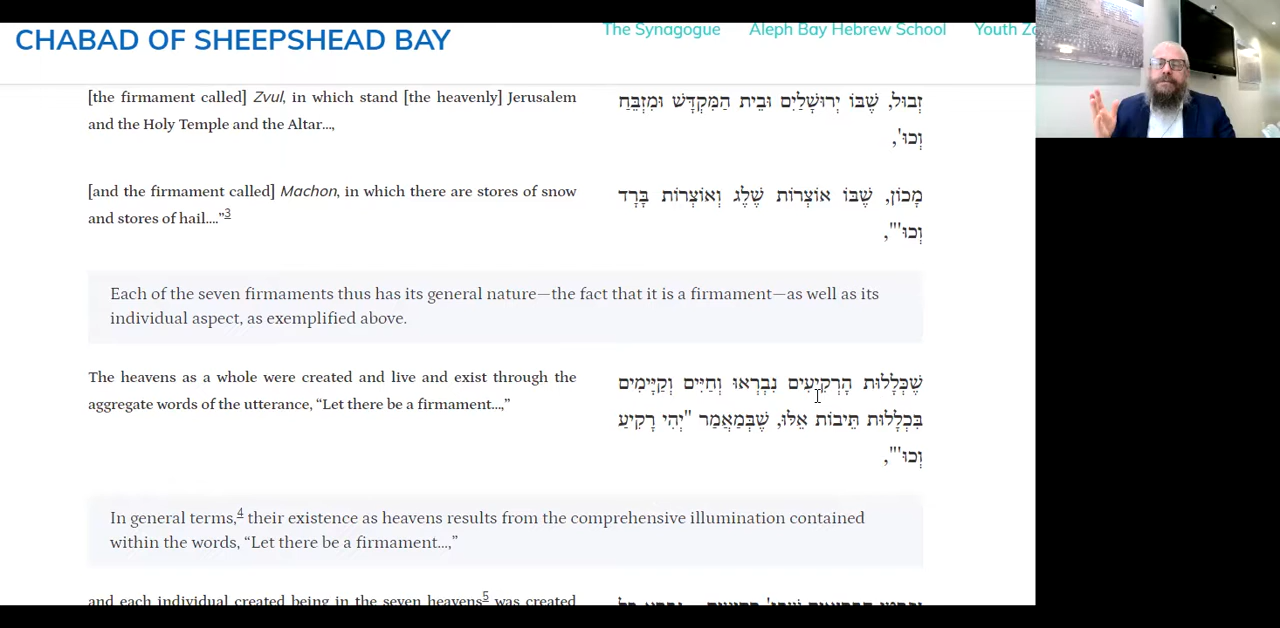 CHABAD OF SHEEPSHEAD BAY
The Synagogue
Aleph Bay Hebrew School
Youth Zo
[the firmament called] Zvul, in which stand [the heavenly] Jerusalem
and the Holy Temple and the Altar...,
זְבוּל, שֶׁבּוֹ יְרוּשָׁלַיִם וּבֵית הַמִּקְדָּשׁ וּמִזְבֵּחַ
וְכוּ',
[and the firmament called] Machon, in which there are stores of snow
and stores of hail...."3
מָכוֹן, שֶׁבּוֹ אוֹצְרוֹת שֶׁלֶג וְאוֹצְרוֹת בָּרָד
וְכוּ'",
Each of the seven firmaments thus has its general nature—the fact that it is a firmament—as well as its
individual aspect, as exemplified above.
The heavens as a whole were created and live and exist through the
aggregate words of the utterance, “Let there be a firmament...,”
שֶׁכְּלָלוּת הָרְקִיעִים נִבְרְאוּ וְחַיִּים וְקַיָּימִים
בִּכְלָלוּת תֵּיבוֹת אֵלּוּ, שֶׁבְּמַאֲמַר "יְהִי רָקִיעַ
וְכוּ'",
In general terms,4 their existence as heavens results from the comprehensive illumination contained
within the words, “Let there be a firmament...,”
and each individual created being in the seven heavens5 was created